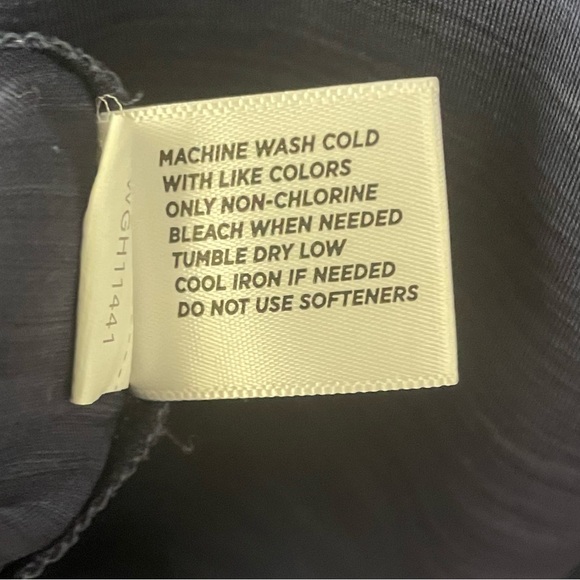 MACHINE WASH COLD
WITH LIKE COLORS
ONLY NON-CHLORINE
BLEACH WHEN NEEDED
TUMBLE DRY LOW
COOL IRON IF NEEDED
DO NOT USE SOFTENERS